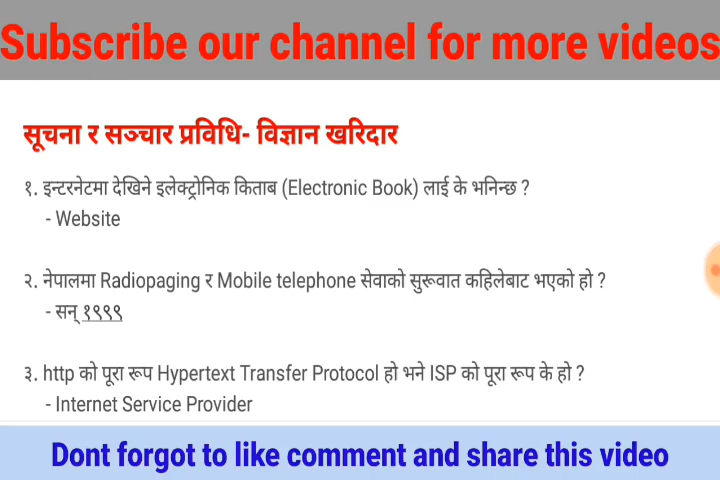 Subscribe our channel for more videos
सूचना र सञ्चार प्रविधि- विज्ञान खरिदार
१. इन्टरनेटमा देखिने इलेक्ट्रोनिक किताब (Electronic Book) लाई के भनिन्छ ?
- Website
२. नेपालमा Radiopaging र Mobile telephone सेवाको सुरूवात कहिलेबाट भएको हो ?
- सन् १९९९
३. http को पूरा रूप Hypertext Transfer Protocol हो भने ISP को पूरा रूप के हो ?
- Internet Service Provider
Dont forgot to like comment and share this video